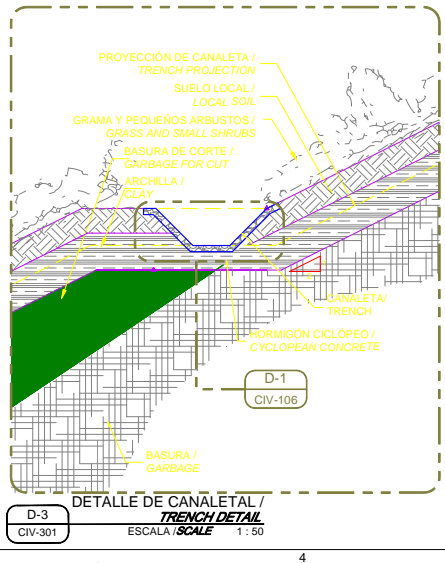 PROYECCIÓN DE CANALETA /
TRENCH PROJECTION
SUELO LOCAL /
LOCAL SOIL
GRAMA Y PEQUEÑOS ARBUSTOS /
GRASS AND SMALL SHRUBS
BASURA DE CORTE /
GARBAGE FOR CUT
ARCHILLA /
CLAY
CANALETA/
TRENCH
HORMIGÓN CICLÓPEO /
CYCLOPEAN CONCRETE
D-1
CIV-106
BASURA /
GARBAGE
DETALLE DE CANALETAL /
TRENCH DETAIL
D-3
CIV-301
ESCALA /SCALE 1 : 50
4